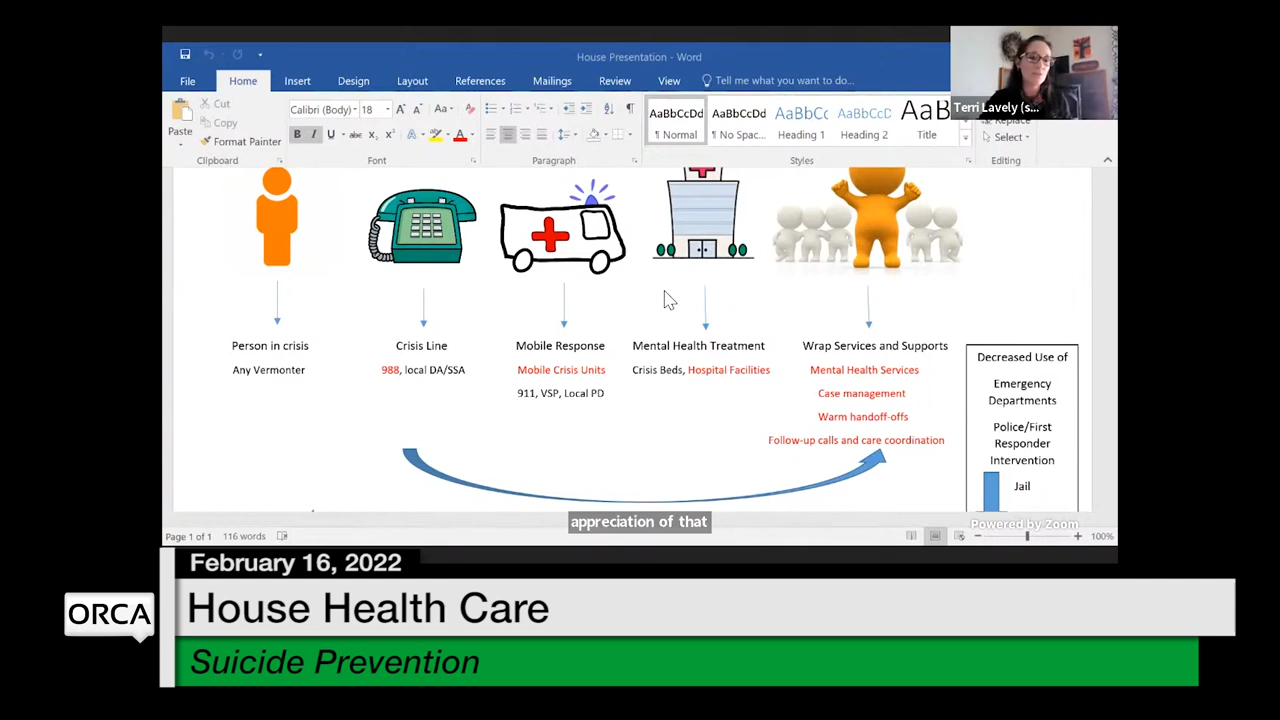 House Presentation - Word
File Home Insert Design Layout References Mailings Review View Tell me what you want to do...
Terri Lavely (s...
Paste
Cut
Copy
Format Painter
Calibri (Body) 18
Aa
B I U abc X₂ X²
AaBbCcDd AaBbCcDd AaBbCc AaBbCcD AaB
¶ Normal ¶ No Spac... Heading 1 Heading 2 Title
Replace
Select
Clipboard Font Paragraph Styles Editing
Person in crisis
Any Vermonter
Crisis Line
988, local DA/SSA
Mobile Response
Mobile Crisis Units
911, VSP, Local PD
Mental Health Treatment
Crisis Beds, Hospital Facilities
Wrap Services and Supports
Mental Health Services
Case management
Warm handoff-offs
Follow-up calls and care coordination
Decreased Use of
Emergency
Departments
Police/First
Responder
Intervention
Jail
appreciation of that
Powered by Zoom
Page 1 of 1 116 words 100%
February 16, 2022
ORCA
House Health Care
Suicide Prevention